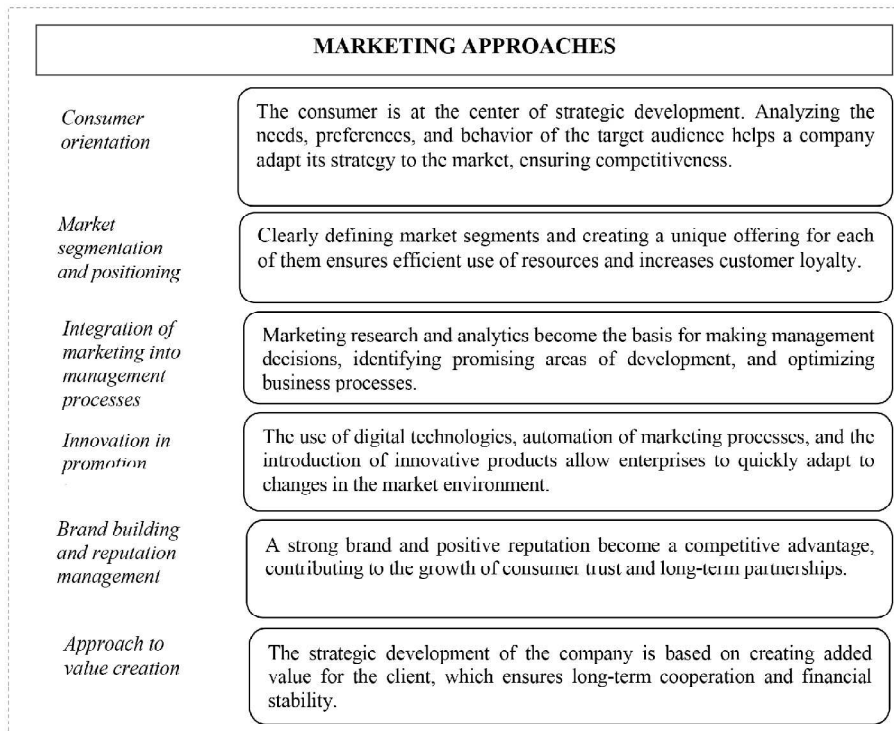 MARKETING APPROACHES
Consumer
orientation
The consumer is at the center of strategic development. Analyzing the
needs, preferences, and behavior of the target audience helps a company
adapt its strategy to the market, ensuring competitiveness.
Market
segmentation
and positioning
Clearly defining market segments and creating a unique offering for each
of them ensures efficient use of resources and increases customer loyalty.
Integration of
marketing into
management
processes
Marketing research and analytics become the basis for making management
decisions, identifying promising areas of development, and optimizing
business processes.
Innovation in
promotion
The use of digital technologies, automation of marketing processes, and the
introduction of innovative products allow enterprises to quickly adapt to
changes in the market environment.
Brand building
and reputation
management
A strong brand and positive reputation become a competitive advantage,
contributing to the growth of consumer trust and long-term partnerships.
Approach to
value creation
The strategic development of the company is based on creating added
value for the client, which ensures long-term cooperation and financial
stability.